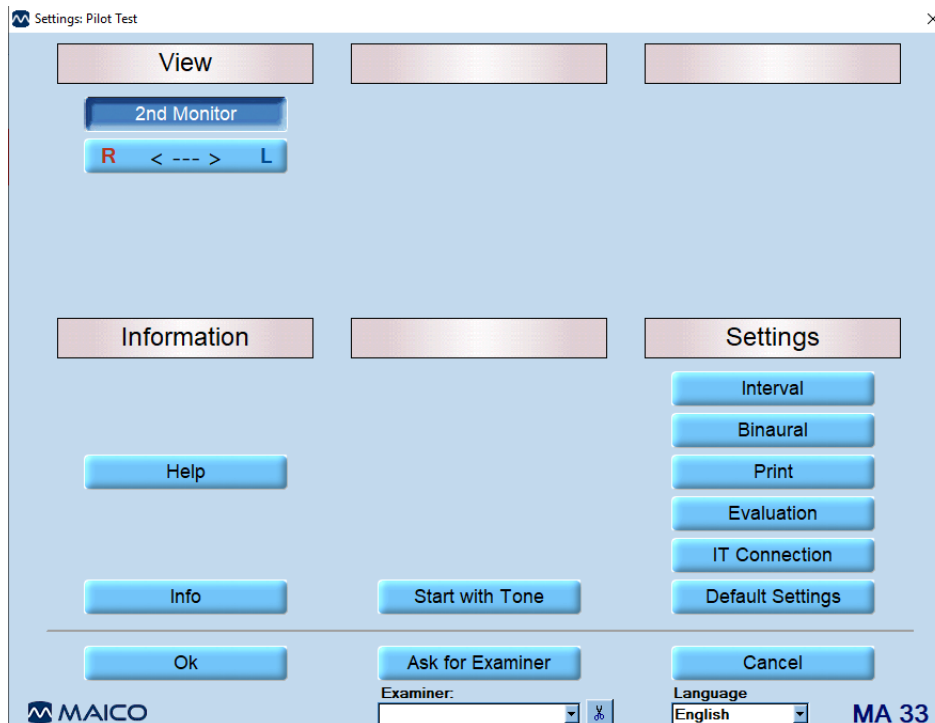 Settings: Pilot Test
View
2nd Monitor
R < --- > L
Information
Settings
Interval
Binaural
Help
Print
Evaluation
IT Connection
Info
Start with Tone
Default Settings
Ok
Ask for Examiner
Cancel
Examiner:
Language
English
MAICO
MA 33